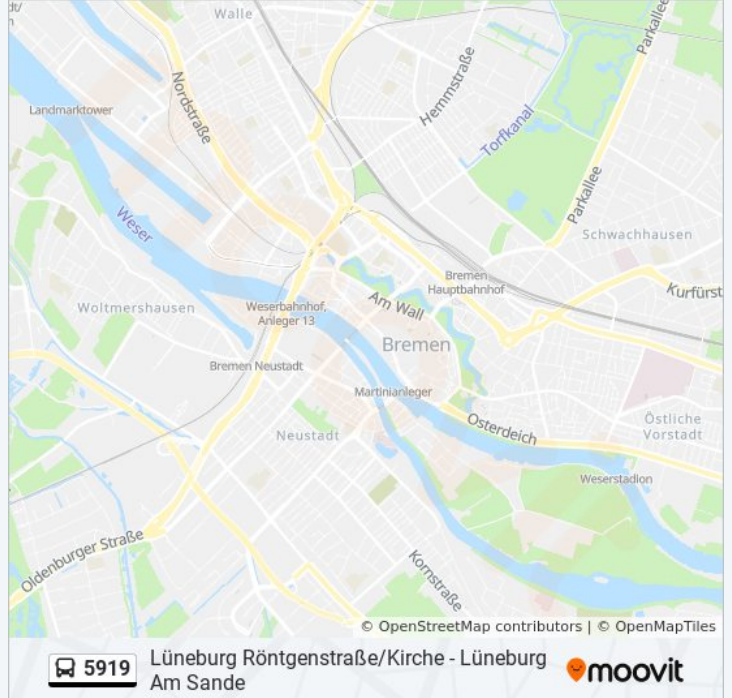 Walle
Parkallee
Hemmstraße
Nordstraße
Landmarktower
Torfkanal
Parkallee
Weser
Schwachhausen
Bremen
Hauptbahnhof
Kurfürst
Woltmershausen
Weserbahnhof,
Anleger 13
Am Wall
Bremen
Bremen Neustadt
Martinianleger
Neustadt
Osterdeich
Östliche
Vorstadt
Weserstadion
Oldenburger Straße
Kornstraße
© OpenStreetMap contributors | © OpenMapTiles
5919
Lüneburg Röntgenstraße/Kirche - Lüneburg
Am Sande
moovit